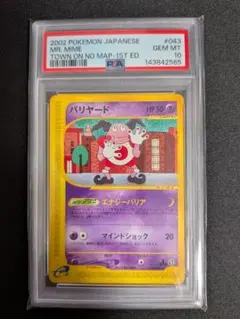 2002 POKEMON JAPANESE #043
MR. MIME GEM MT
TOWN ON NO MAP-1ST ED. 10
PSA 143842565
バリヤード HP50
エナジーバリア
マインドショック 20
e